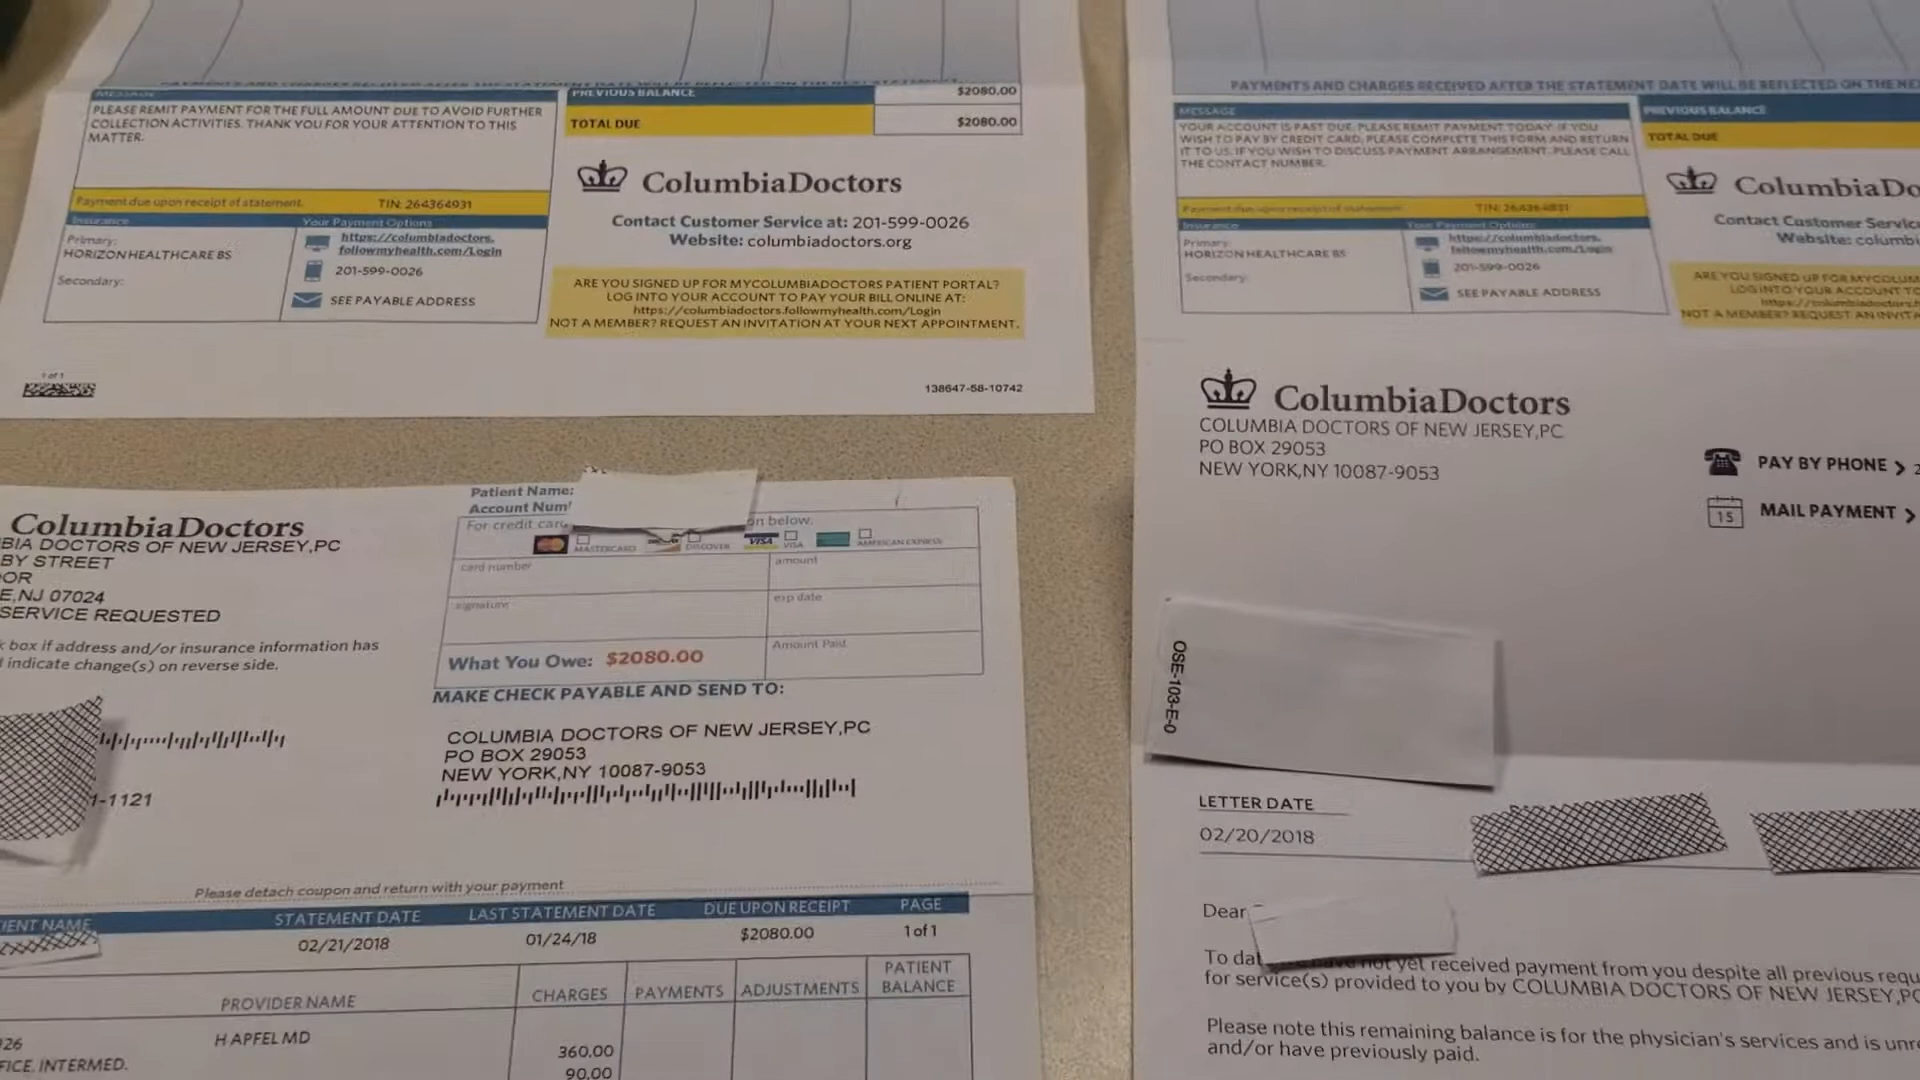 PAYMENTS AND CHARGES RECEIVED AFTER THE STATEMENT DATE WILL BE REFLECTED ON THE NEXT STATEMENT
MESSAGE
PLEASE REMIT PAYMENT FOR THE FULL AMOUNT DUE TO AVOID FURTHER
COLLECTION ACTIVITIES. THANK YOU FOR YOUR ATTENTION TO THIS
MATTER.
PREVIOUS BALANCE $2080.00
TOTAL DUE $2080.00
Payment due upon receipt of statement. TIN: 264364931
Insurance
Primary:
HORIZON HEALTHCARE BS
Secondary:
Your Payment Options
https://columbiadoctors.
followmyhealth.com/Login
201-599-0026
SEE PAYABLE ADDRESS
ColumbiaDoctors
Contact Customer Service at: 201-599-0026
Website: columbiadoctors.org
ARE YOU SIGNED UP FOR MYCOLUMBIADOCTORS PATIENT PORTAL?
LOG INTO YOUR ACCOUNT TO PAY YOUR BILL ONLINE AT:
https://columbiadoctors.followmyhealth.com/Login
NOT A MEMBER? REQUEST AN INVITATION AT YOUR NEXT APPOINTMENT.
1 of 1
138647-58-10742
PAYMENTS AND CHARGES RECEIVED AFTER THE STATEMENT DATE WILL BE REFLECTED ON THE NE
MESSAGE
YOUR ACCOUNT IS PAST DUE. PLEASE REMIT PAYMENT TODAY. IF YOU
WISH TO PAY BY CREDIT CARD, PLEASE COMPLETE THIS FORM AND RETURN
IT TO US. IF YOU WISH TO DISCUSS PAYMENT ARRANGEMENT, PLEASE CALL
THE CONTACT NUMBER.
PREVIOUS BALANCE
TOTAL DUE
Payment due upon receipt of statement. TIN: 264364931
Insurance
Primary:
HORIZON HEALTHCARE BS
Secondary:
Your Payment Options
https://columbiadoctors.
followmyhealth.com/Login
201-599-0026
SEE PAYABLE ADDRESS
ColumbiaDo
Contact Customer Servic
Website: columbi
ARE YOU SIGNED UP FOR MYCOLUM
LOG INTO YOUR ACCOUNT TO
https://columbiadoctors.f
NOT A MEMBER? REQUEST AN INVITA
ColumbiaDoctors
BIA DOCTORS OF NEW JERSEY,PC
BY STREET
OR
E,NJ 07024
SERVICE REQUESTED
k box if address and/or insurance information has
d indicate change(s) on reverse side.
1-1121
Patient Name:
Account Num
For credit car on below.
MASTERCARD DISCOVER VISA VISA AMERICAN EXPRESS
card number amount
signature exp date
What You Owe: $2080.00 Amount Paid
MAKE CHECK PAYABLE AND SEND TO:
COLUMBIA DOCTORS OF NEW JERSEY,PC
PO BOX 29053
NEW YORK,NY 10087-9053
Please detach coupon and return with your payment
IENT NAME STATEMENT DATE LAST STATEMENT DATE DUE UPON RECEIPT PAGE
02/21/2018 01/24/18 $2080.00 1 of 1
PROVIDER NAME CHARGES PAYMENTS ADJUSTMENTS PATIENT BALANCE
926 H APFEL MD
360.00
FICE, INTERMED. 90.00
ColumbiaDoctors
COLUMBIA DOCTORS OF NEW JERSEY,PC
PO BOX 29053
NEW YORK,NY 10087-9053
PAY BY PHONE > 2
15 MAIL PAYMENT >
OSE-103-E-0
LETTER DATE
02/20/2018
Dear
To dat have not yet received payment from you despite all previous requ
for service(s) provided to you by COLUMBIA DOCTORS OF NEW JERSEY,PC
Please note this remaining balance is for the physician's services and is unre
and/or have previously paid.